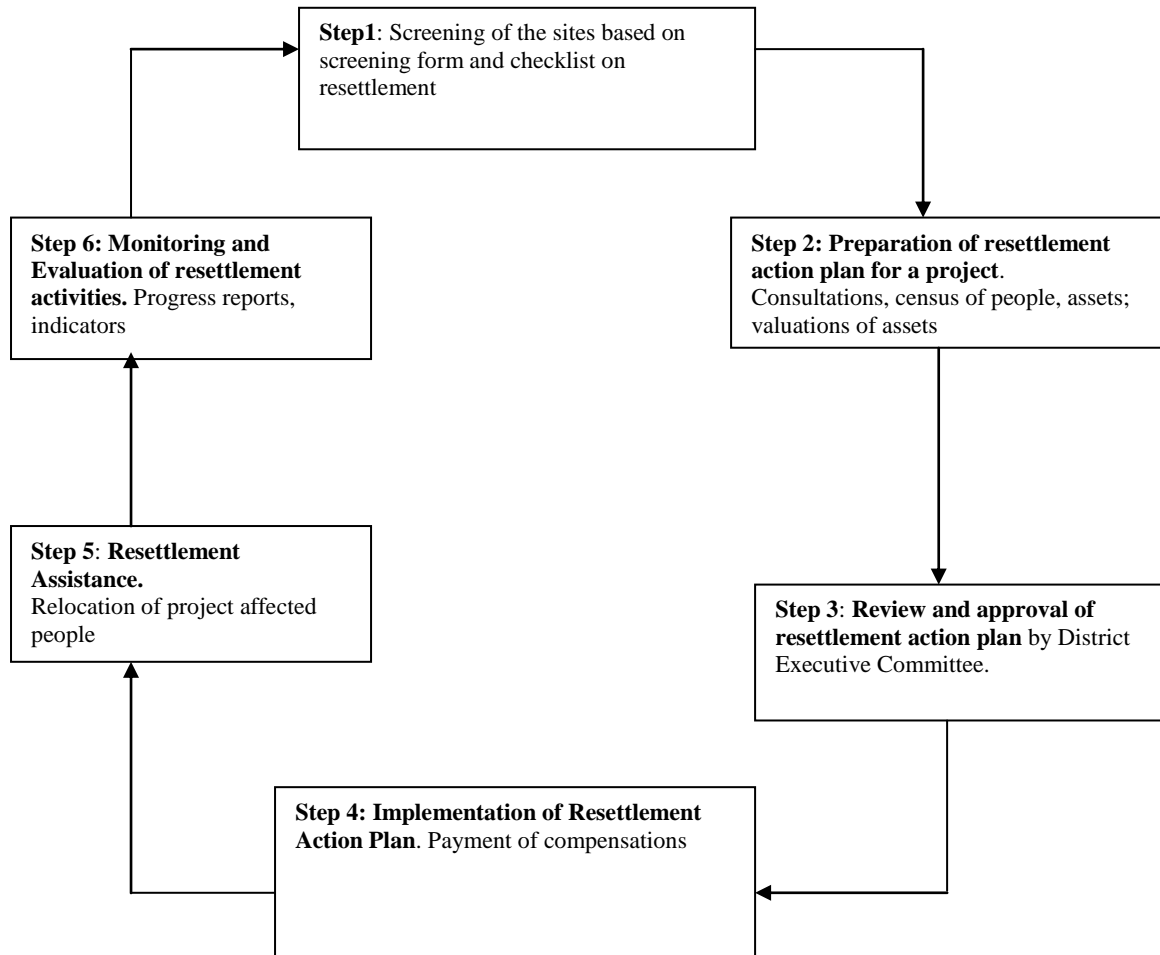 Step1: Screening of the sites based on
screening form and checklist on
resettlement
Step 2: Preparation of resettlement
action plan for a project.
Consultations, census of people, assets;
valuations of assets
Step 3: Review and approval of
resettlement action plan by District
Executive Committee.
Step 4: Implementation of Resettlement
Action Plan. Payment of compensations
Step 5: Resettlement
Assistance.
Relocation of project affected
people
Step 6: Monitoring and
Evaluation of resettlement
activities. Progress reports,
indicators